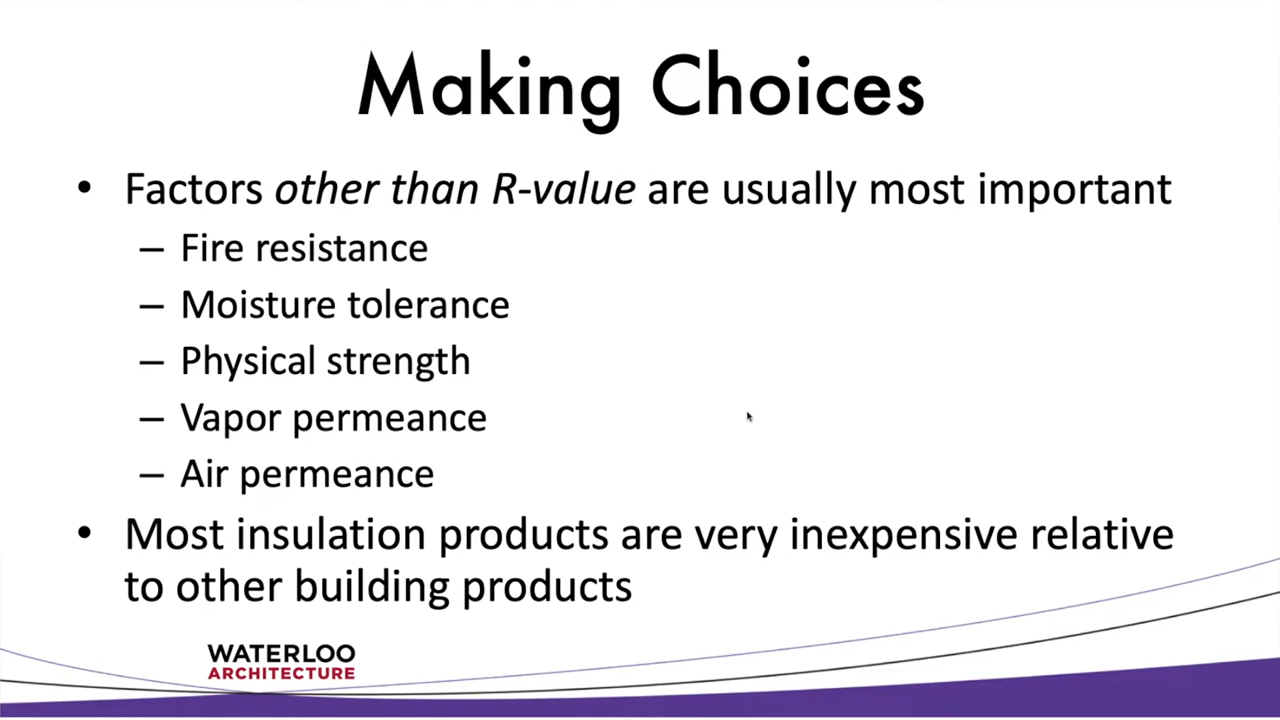 Making Choices
• Factors other than R-value are usually most important
– Fire resistance
– Moisture tolerance
– Physical strength
– Vapor permeance
– Air permeance
• Most insulation products are very inexpensive relative
to other building products
WATERLOO
ARCHITECTURE